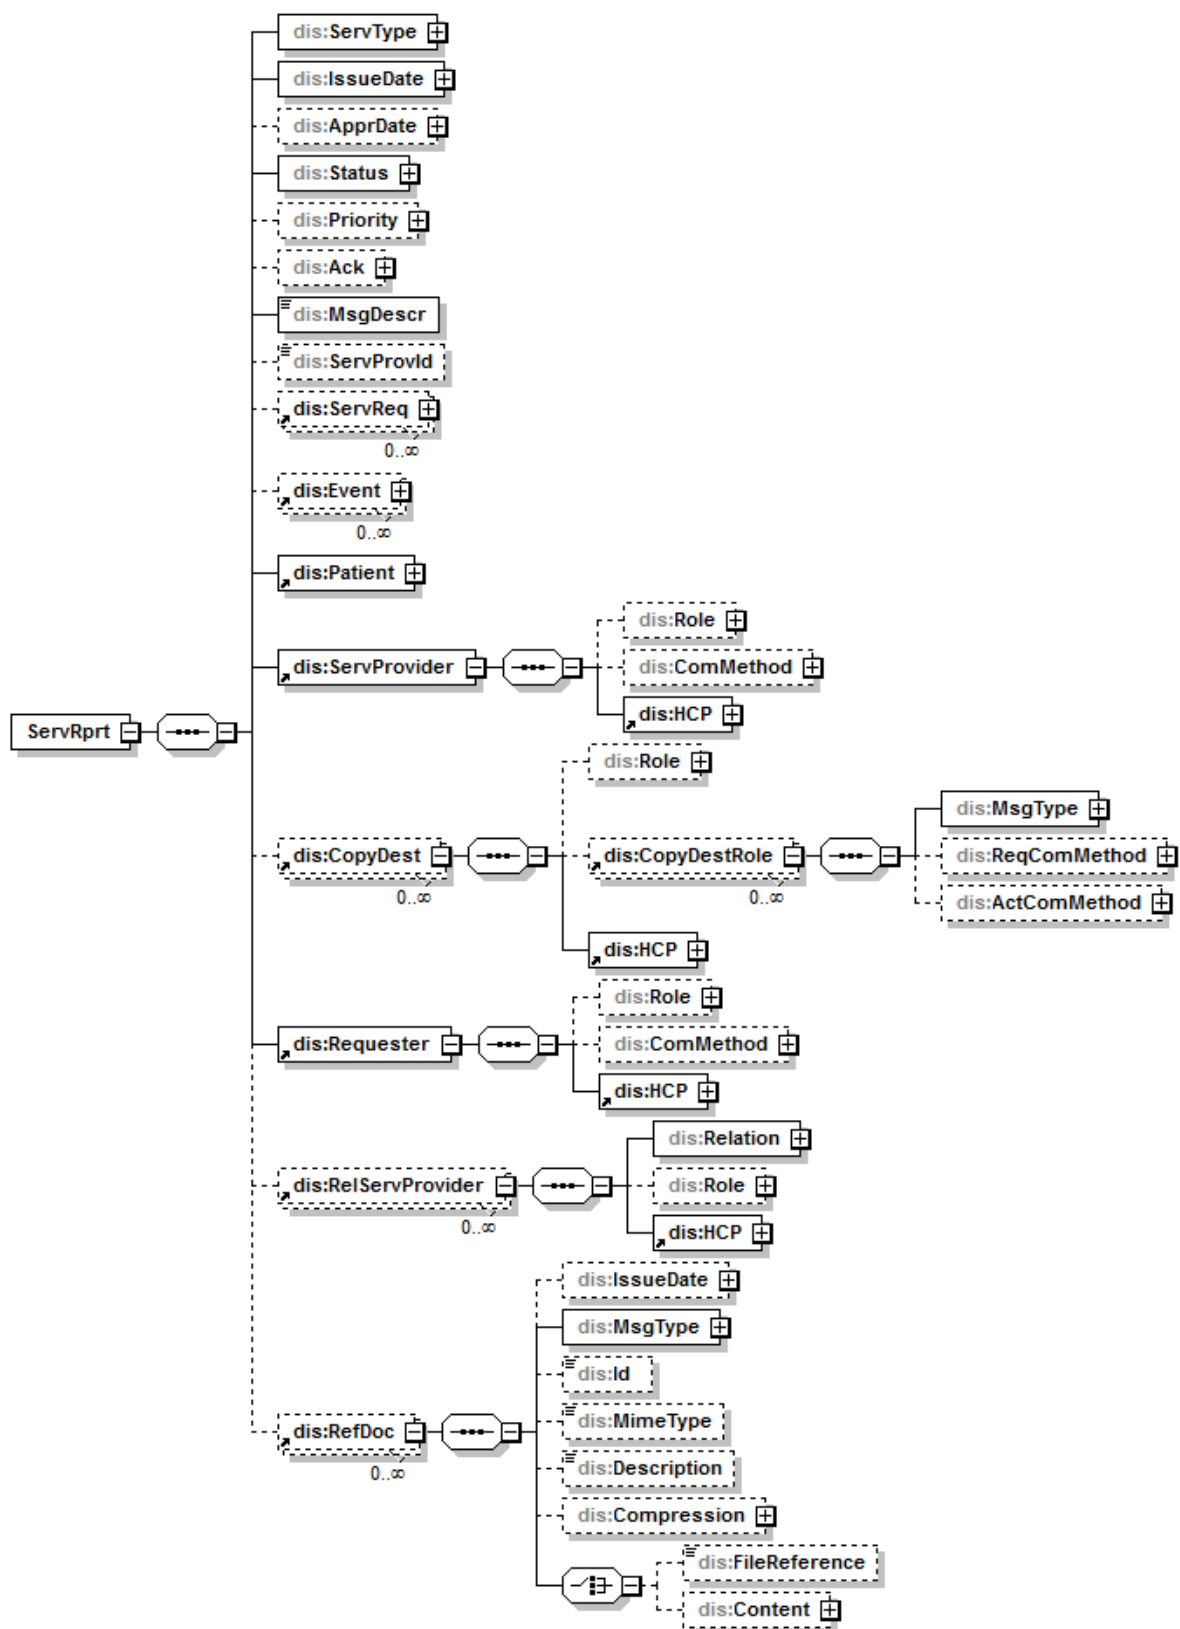 dis:ServType
dis:IssueDate
dis:ApprDate
dis:Status
dis:Priority
dis:Ack
dis:MsgDescr
dis:ServProvId
dis:ServReq
0..∞
dis:Event
0..∞
dis:Patient
dis:Role
dis:ServProvider
dis:ComMethod
dis:HCP
ServRprt
dis:Role
dis:MsgType
dis:CopyDest
0..∞
dis:CopyDestRole
0..∞
dis:ReqComMethod
dis:ActComMethod
dis:HCP
dis:Role
dis:Requester
dis:ComMethod
dis:HCP
dis:Relation
dis:RelServProvider
0..∞
dis:Role
dis:HCP
dis:IssueDate
dis:MsgType
dis:Id
dis:RefDoc
0..∞
dis:MimeType
dis:Description
dis:Compression
dis:FileReference
dis:Content